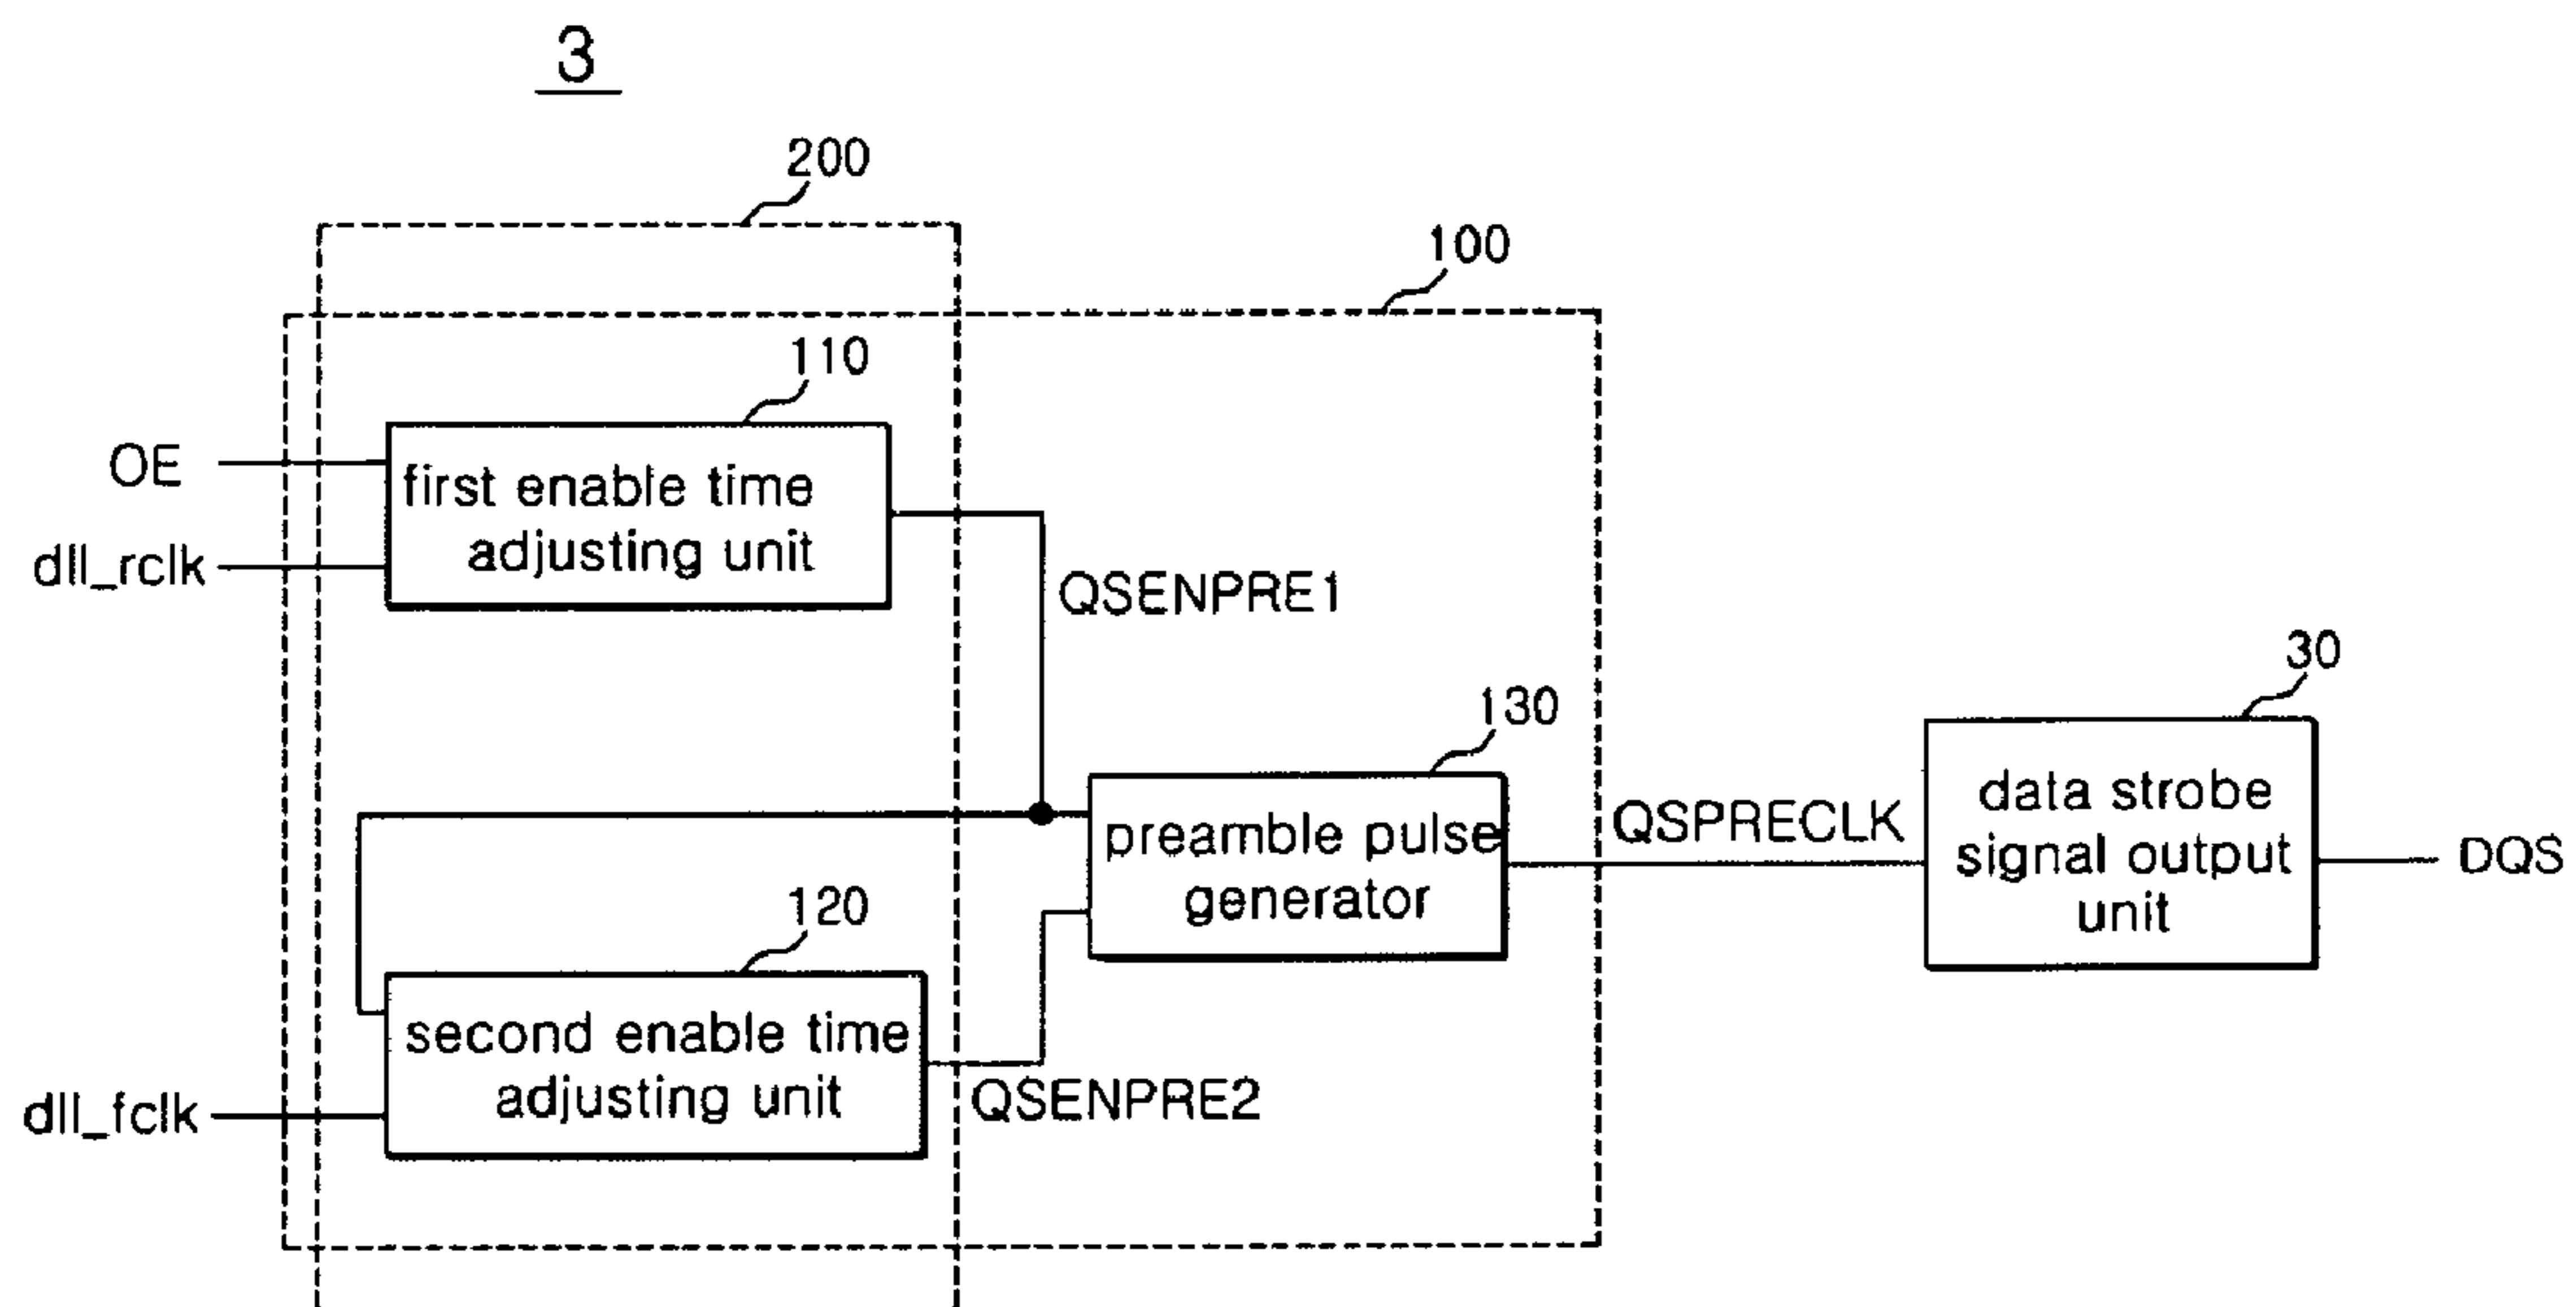 3
200
100
110
OE
first enable time
adjusting unit
dll_rclk
QSENPRE1
30
130
data strobe
signal output
unit
preamble pulse
generator
QSPRECLK
DQS
120
second enable time
adjusting unit
QSENPRE2
dll_fclk